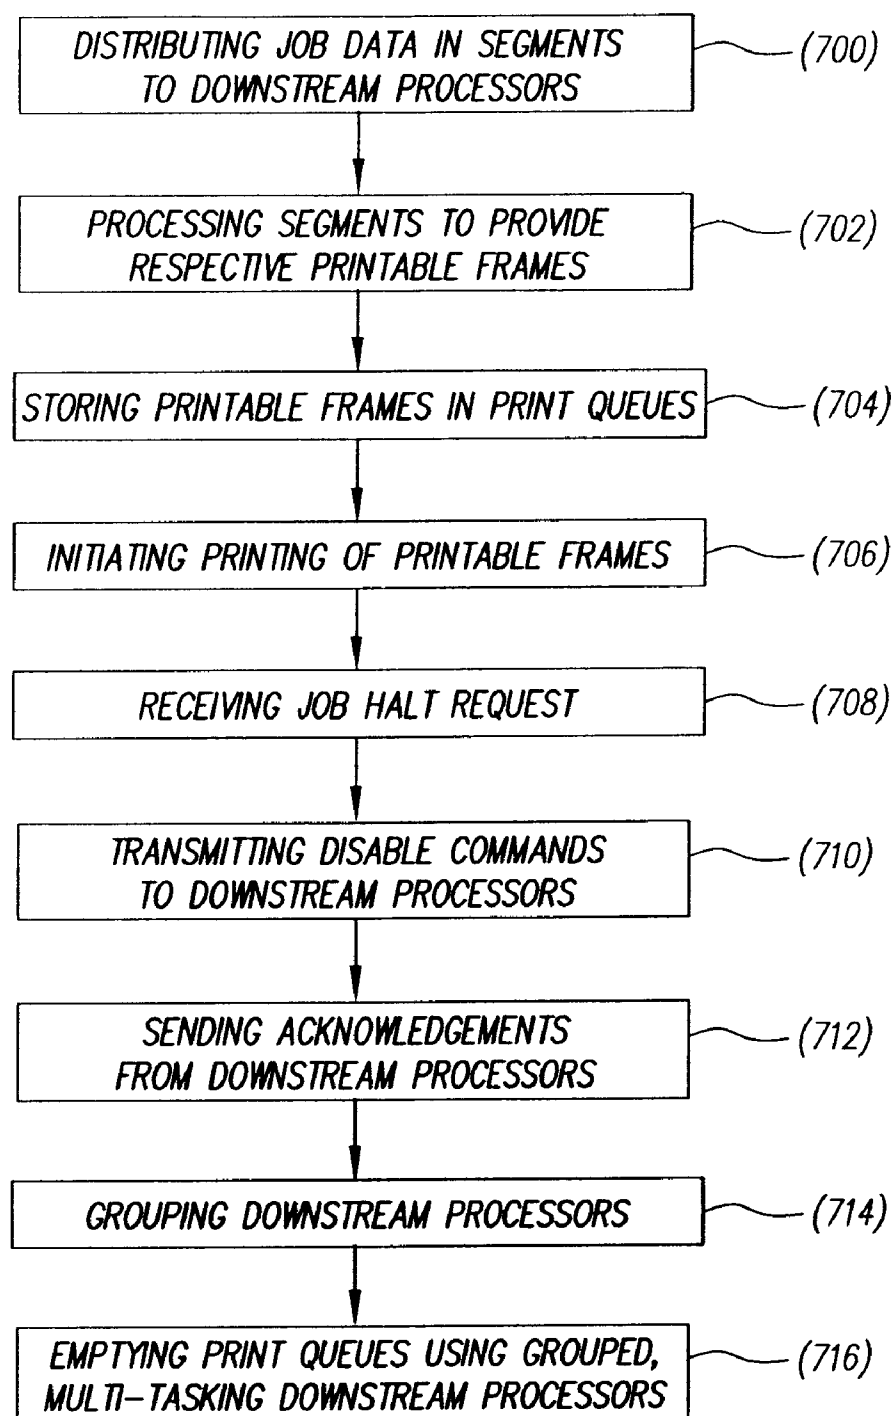 DISTRIBUTING JOB DATA IN SEGMENTS
TO DOWNSTREAM PROCESSORS
(700)
PROCESSING SEGMENTS TO PROVIDE
RESPECTIVE PRINTABLE FRAMES
(702)
STORING PRINTABLE FRAMES IN PRINT QUEUES
(704)
INITIATING PRINTING OF PRINTABLE FRAMES
(706)
RECEIVING JOB HALT REQUEST
(708)
TRANSMITTING DISABLE COMMANDS
TO DOWNSTREAM PROCESSORS
(710)
SENDING ACKNOWLEDGEMENTS
FROM DOWNSTREAM PROCESSORS
(712)
GROUPING DOWNSTREAM PROCESSORS
(714)
EMPTYING PRINT QUEUES USING GROUPED,
MULTI-TASKING DOWNSTREAM PROCESSORS
(716)